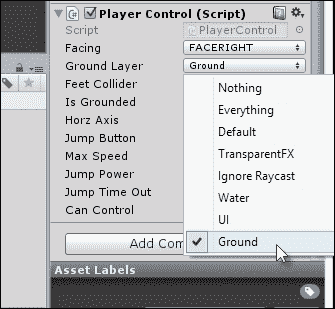 Player Control (Script)
Script PlayerControl
Facing FACERIGHT
Ground Layer Ground
Feet Collider
Is Grounded
Horz Axis
Jump Button
Max Speed
Jump Power
Jump Time Out
Can Control
Nothing
Everything
Default
TransparentFX
Ignore Raycast
Water
UI
Ground
Add Com
Asset Labels